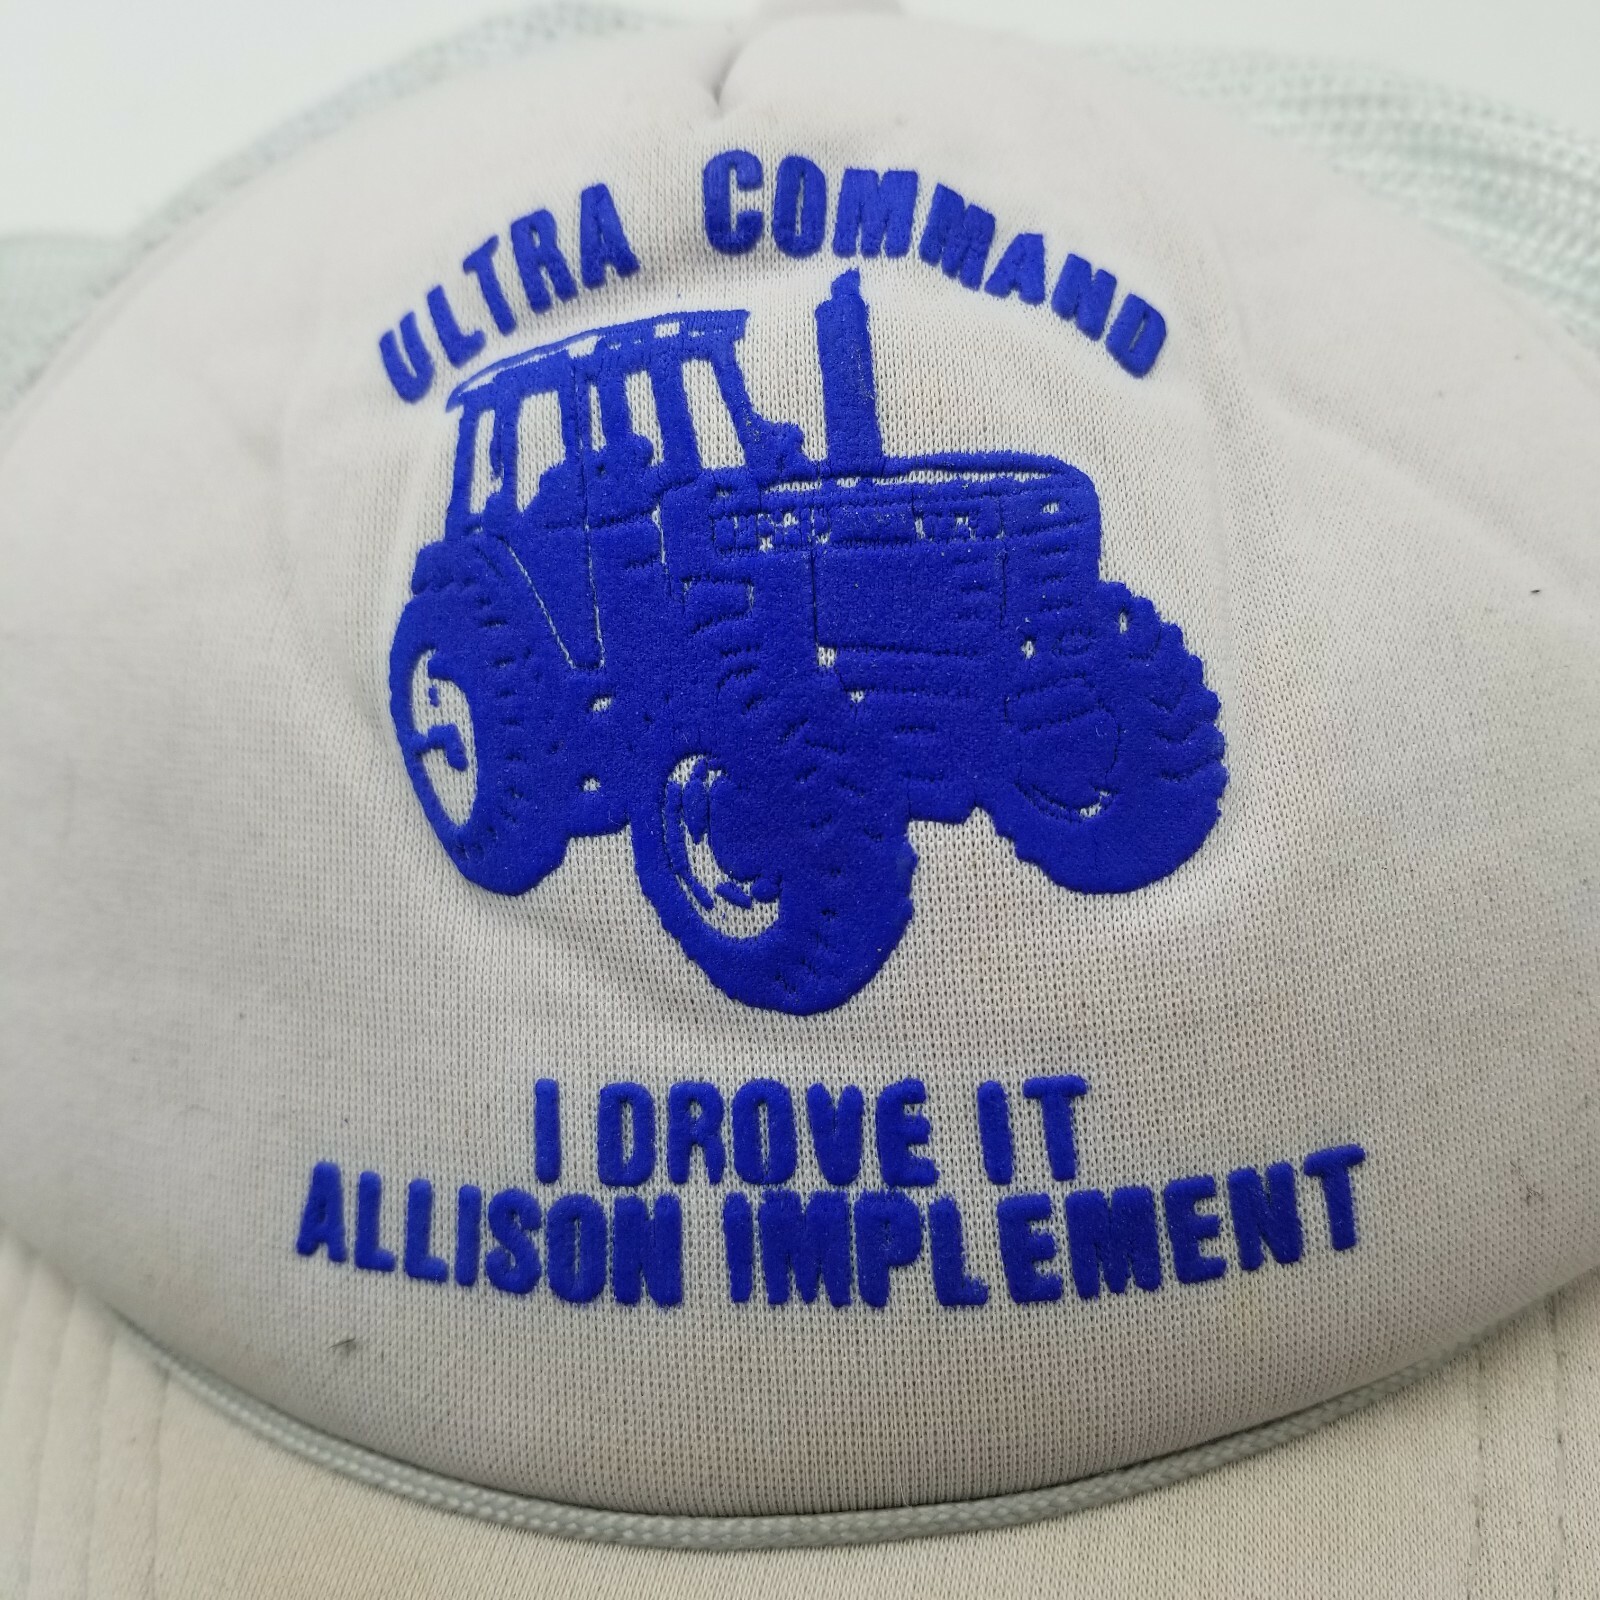 ULTRA COMMAND
I DROVE IT
ALLISON IMPLEMENT